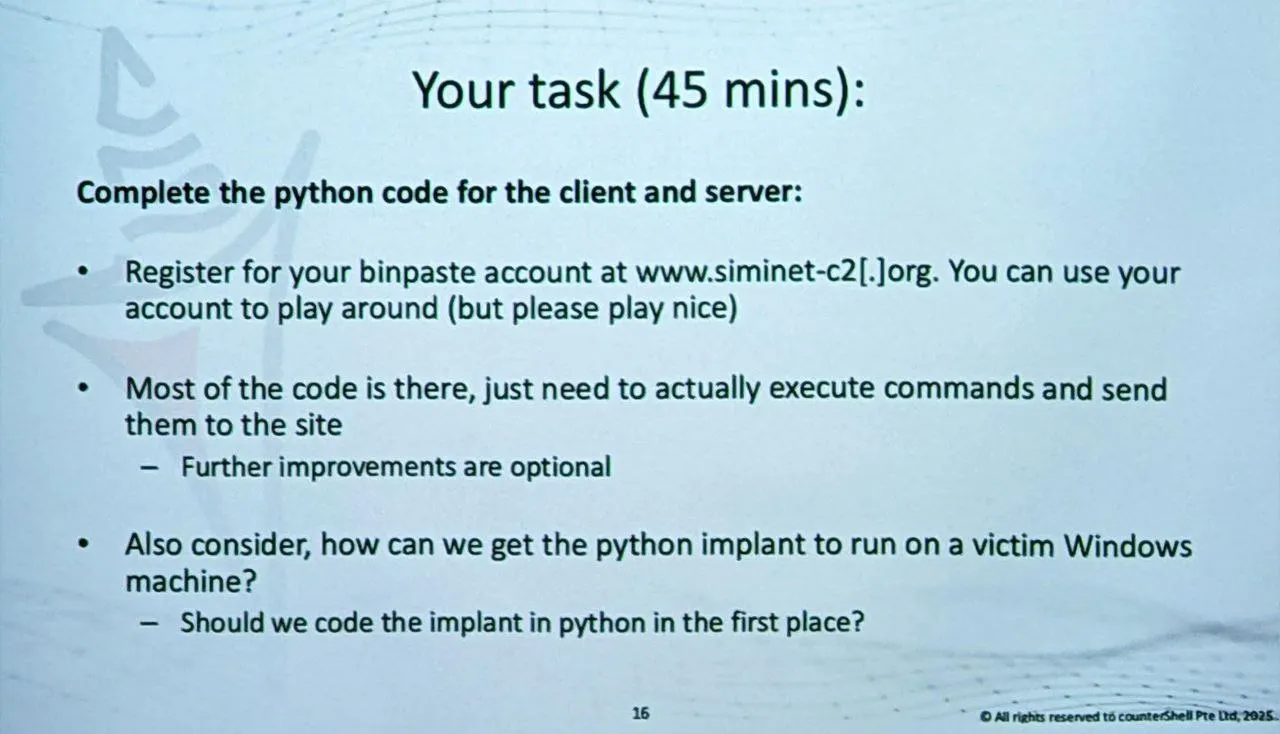 Your task (45 mins):
Complete the python code for the client and server:
• Register for your binpaste account at www.siminet-c2[.]org. You can use your
account to play around (but please play nice)
• Most of the code is there, just need to actually execute commands and send
them to the site
– Further improvements are optional
• Also consider, how can we get the python implant to run on a victim Windows
machine?
– Should we code the implant in python in the first place?
16
© All rights reserved to counterShell Pte Ltd, 2025.